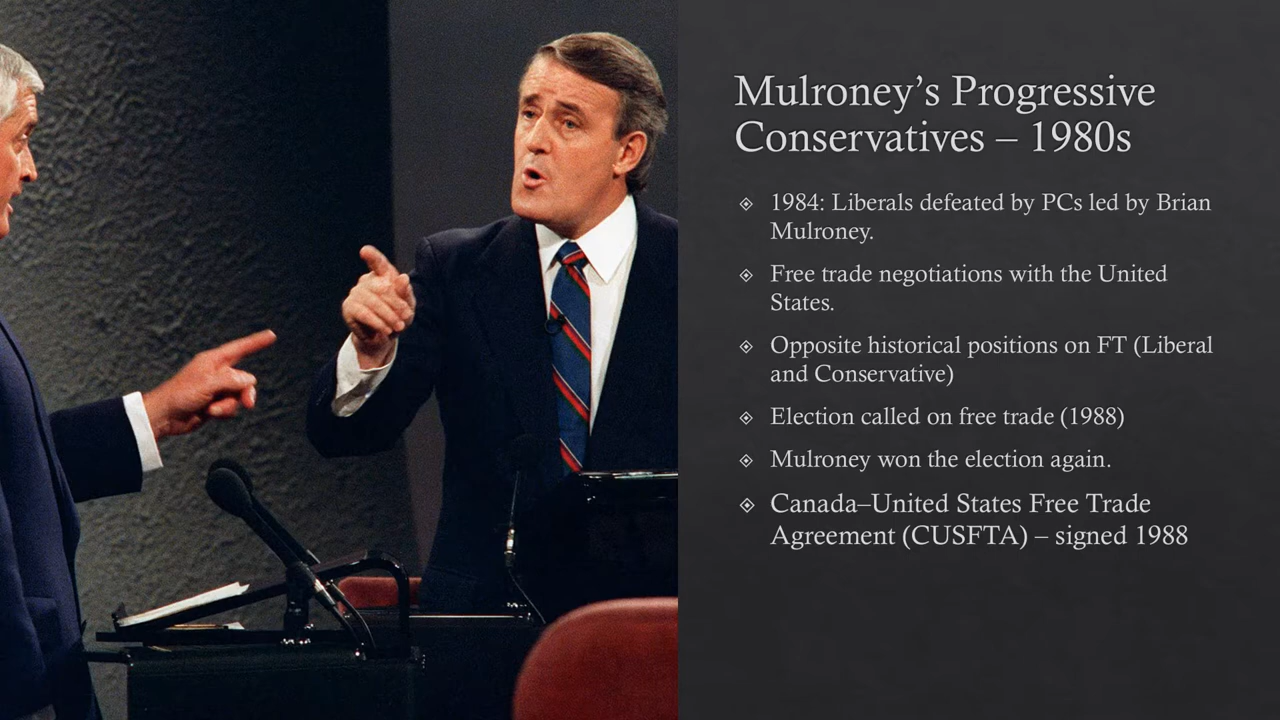 Mulroney’s Progressive
Conservatives – 1980s
1984: Liberals defeated by PCs led by Brian
Mulroney.
Free trade negotiations with the United
States.
Opposite historical positions on FT (Liberal
and Conservative)
Election called on free trade (1988)
Mulroney won the election again.
Canada–United States Free Trade
Agreement (CUSFTA) – signed 1988